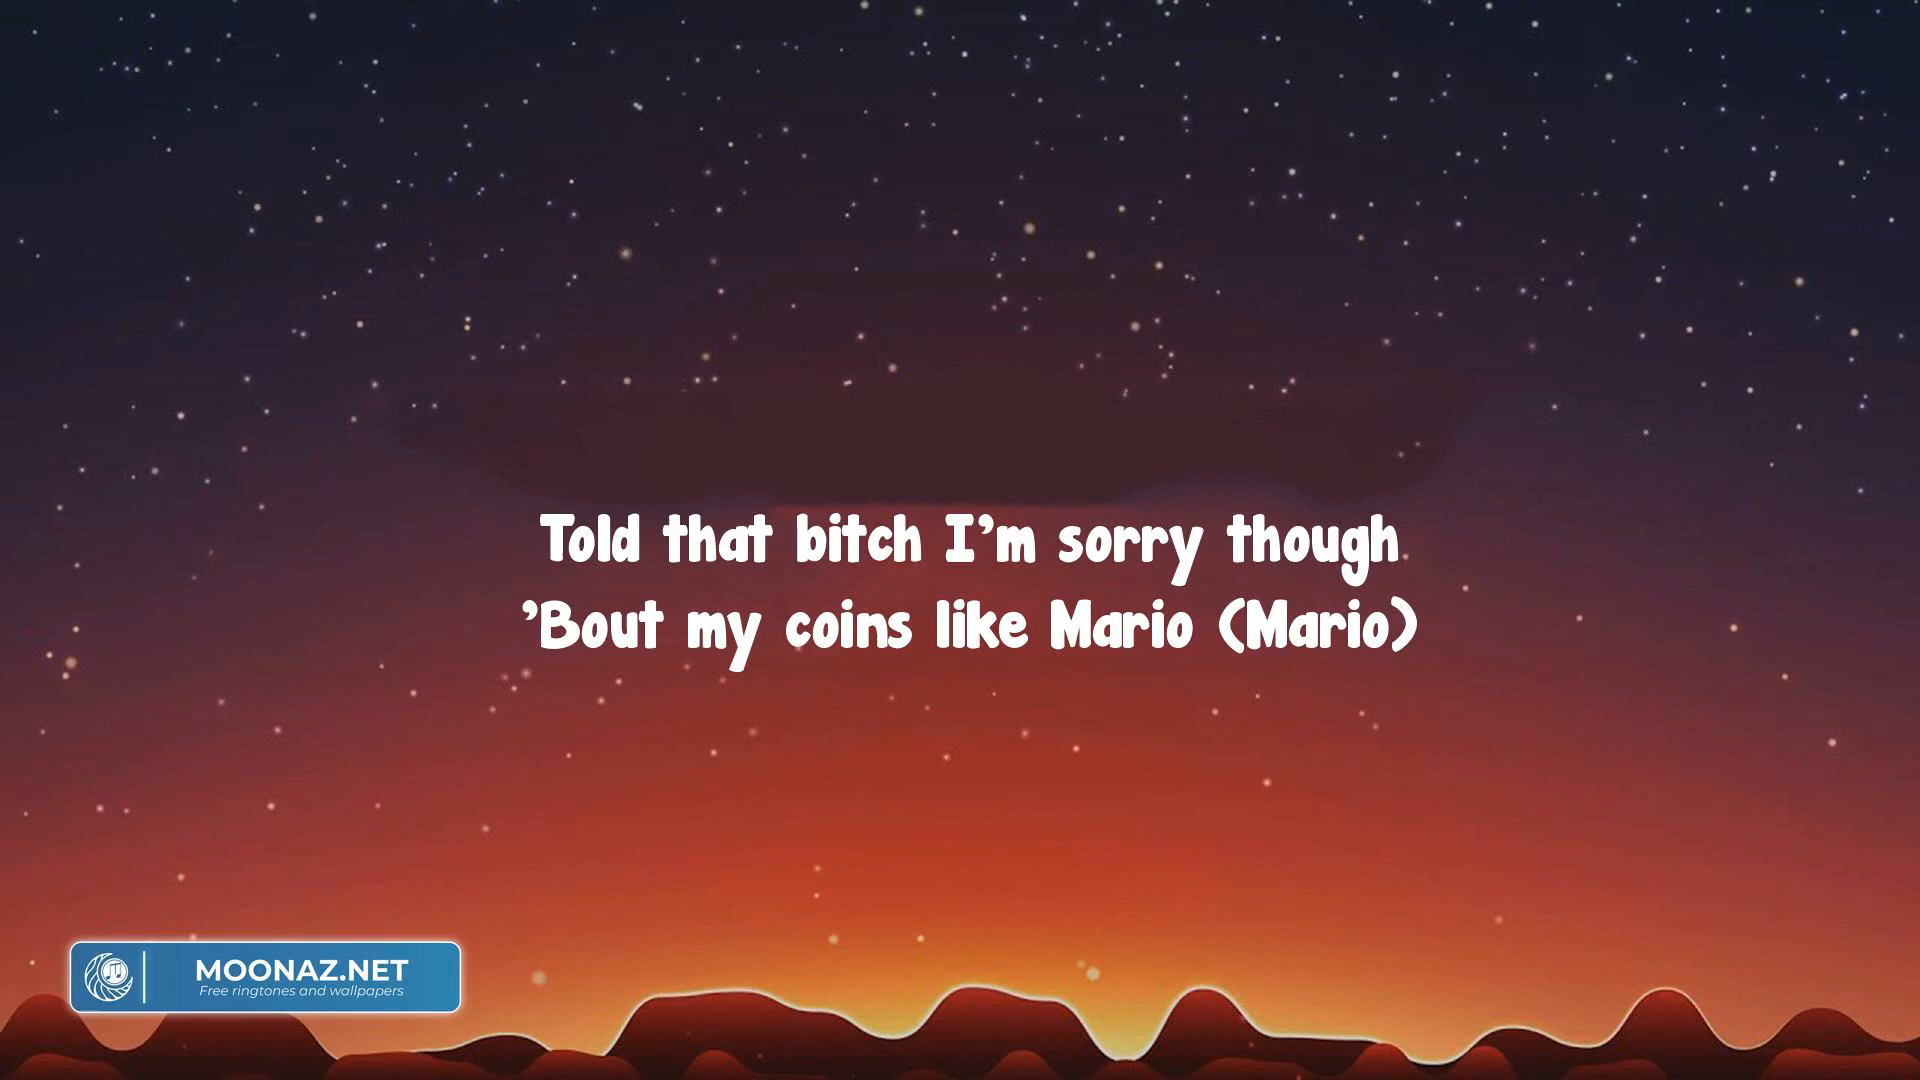 Told that bitch I'm sorry though
'Bout my coins like Mario (Mario)
MOONAZ.NET
Free ringtones and wallpapers